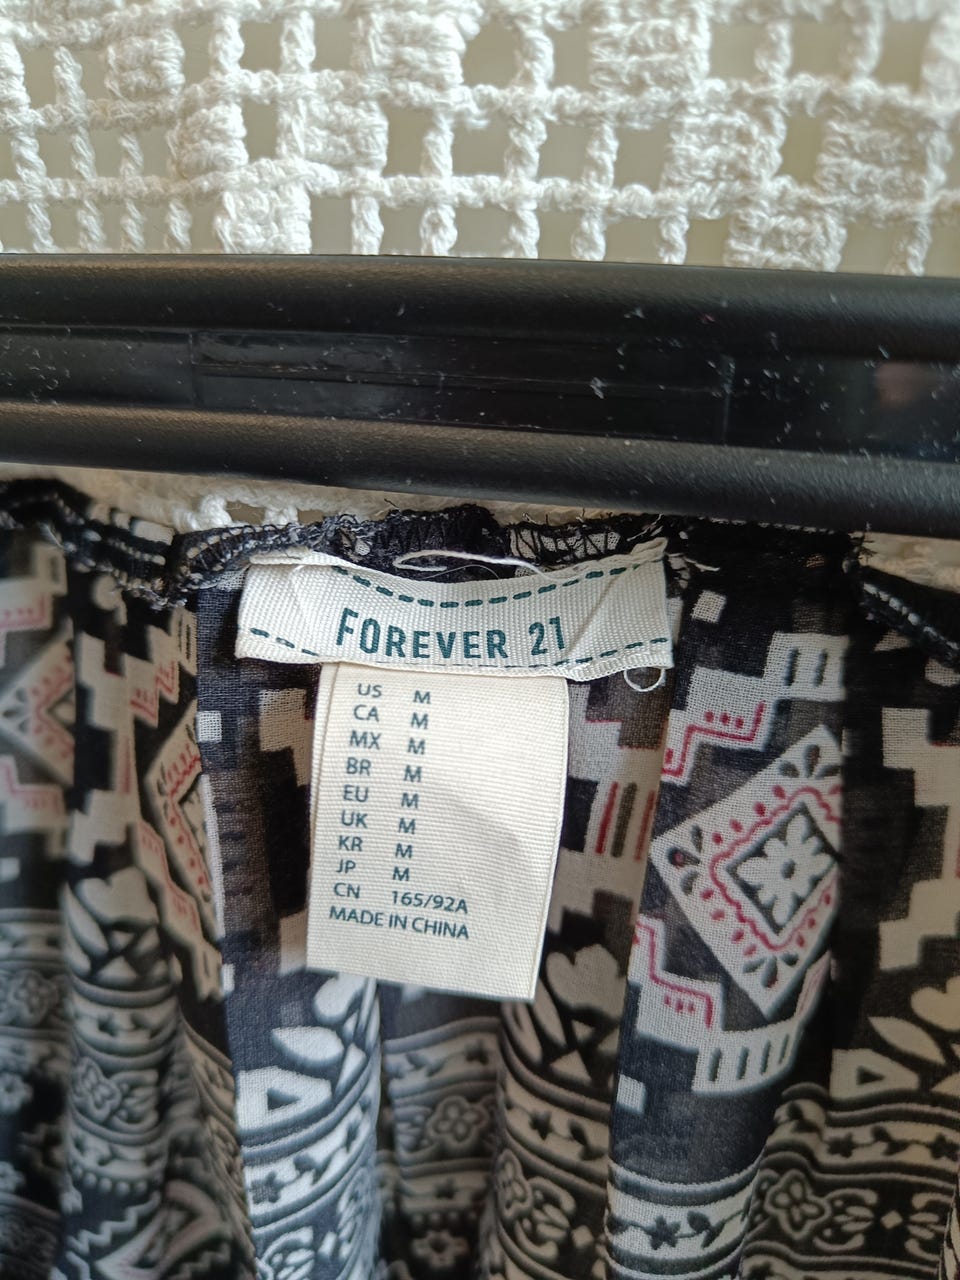 FOREVER 21
US M
CA M
MX M
BR M
EU M
UK M
KR M
JP M
CN 165/92A
MADE IN CHINA